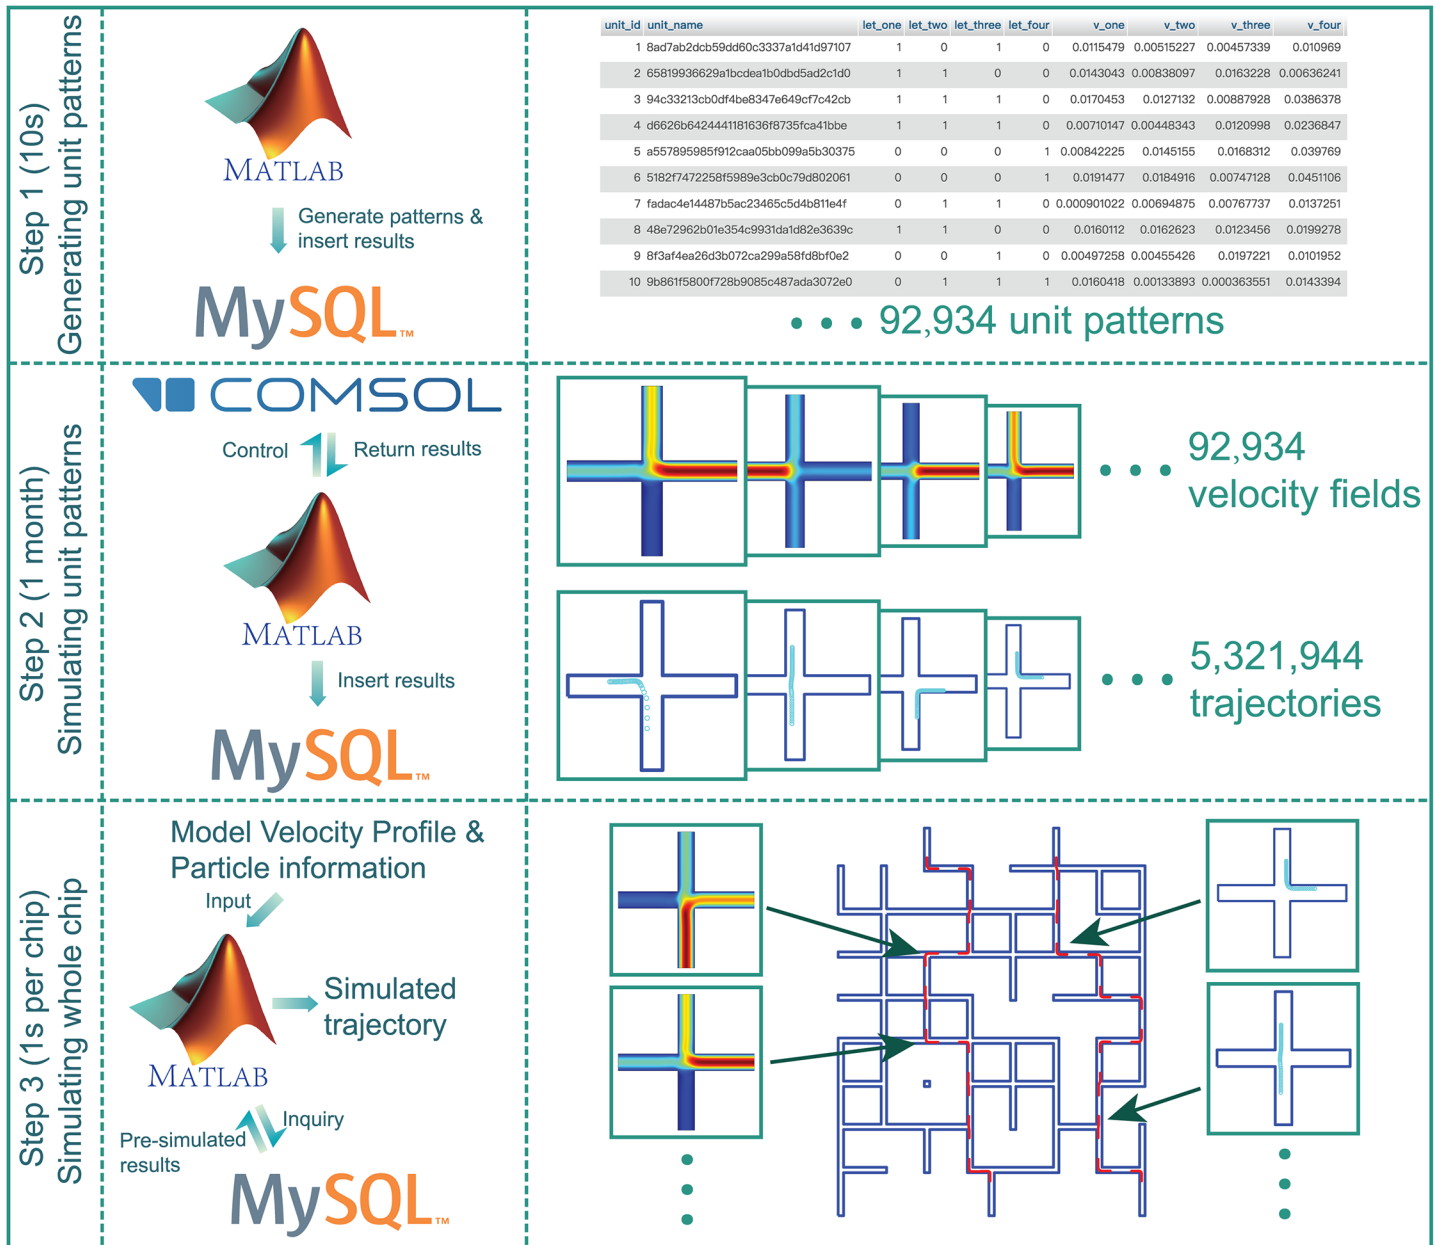 Step 1 (10s)
Generating unit patterns
MATLAB
Generate patterns &
insert results
MySQL™
unit_id unit_name let_one let_two let_three let_four v_one v_two v_three v_four
1 8ad7ab2dcb59dd60c3337a1d41d97107 1 0 1 0 0.0115479 0.00515227 0.00457339 0.010969
2 65819936629a1bcdea1b0dbd5ad2c1d0 1 1 0 0 0.0143043 0.00838097 0.0163228 0.00636241
3 94c33213cb0df4be8347e649cf7c42cb 1 1 1 0 0.0170453 0.0127132 0.00887928 0.0386378
4 d6626b6424441181636f8735fca41bbe 1 1 1 0 0.00710147 0.00448343 0.0120998 0.0236847
5 a557895985f912caa05bb099a5b30375 0 0 0 1 0.00842225 0.0145155 0.0168312 0.039769
6 5182f7472258f5989e3cb0c79d802061 0 0 0 1 0.0191477 0.0184916 0.00747128 0.0451106
7 fadac4e14487b5ac23465c5d4b811e4f 0 1 1 0 0.000901022 0.00694875 0.00767737 0.0137251
8 48e72962b01e354c9931da1d82e3639c 1 1 0 0 0.0160112 0.0162623 0.0123456 0.0199278
9 8f3af4ea26d3b072ca299a58fd8bf0e2 0 0 1 0 0.00497258 0.00455426 0.0197221 0.0101952
10 9b861f5800f728b9085c487ada3072e0 0 1 1 1 0.0160418 0.00133893 0.000363551 0.0143394
• • • 92,934 unit patterns
Step 2 (1 month)
Simulating unit patterns
COMSOL
Control
Return results
MATLAB
Insert results
MySQL™
• • • 92,934
velocity fields
• • • 5,321,944
trajectories
Step 3 (1s per chip)
Simulating whole chip
Model Velocity Profile &
Particle information
Input
MATLAB
Simulated
trajectory
Inquiry
Pre-simulated
results
MySQL™